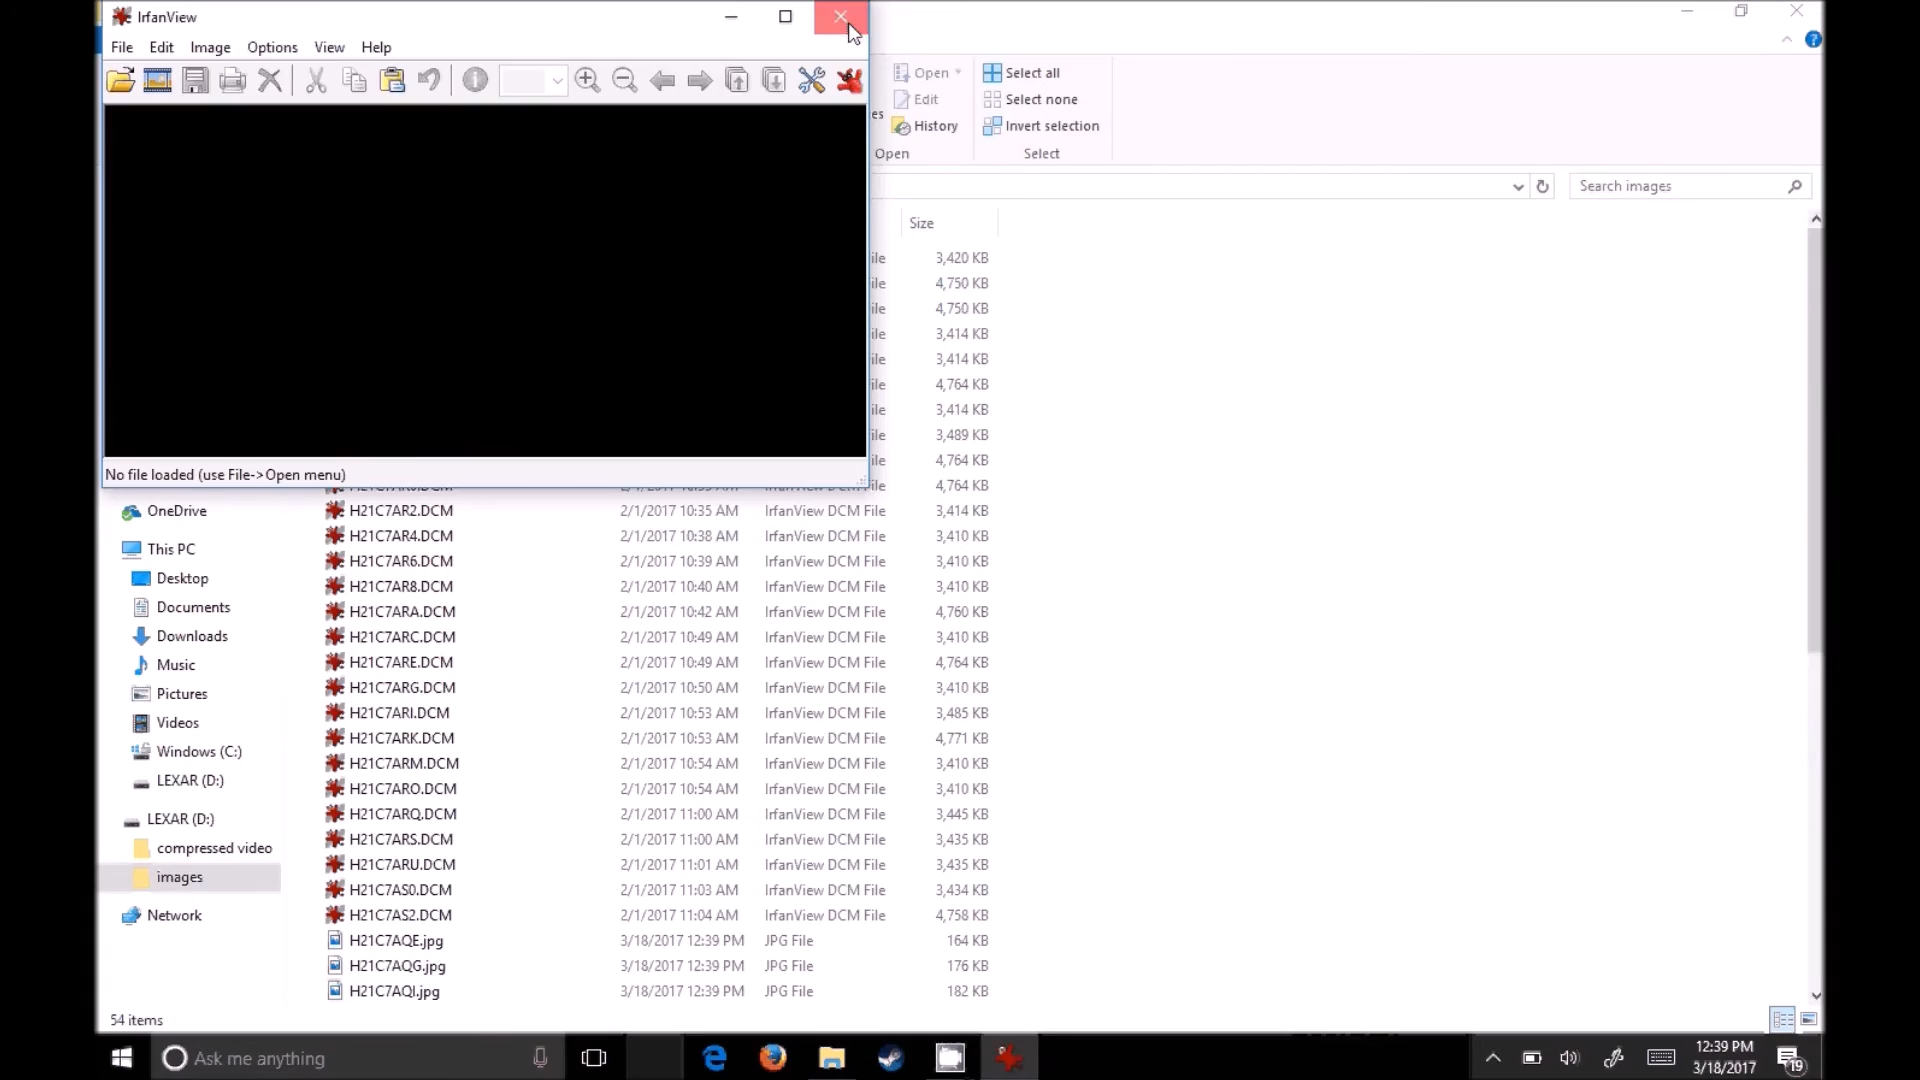 IrfanView
File Edit Image Options View Help
Open
Select all
Edit
Select none
es
History
Invert selection
Open
Select
Search images
Size
ile 3,420 KB
ile 4,750 KB
ile 4,750 KB
ile 3,414 KB
ile 3,414 KB
ile 4,764 KB
ile 3,414 KB
ile 3,489 KB
ile 4,764 KB
No file loaded (use File->Open menu)
ile 4,764 KB
OneDrive
H21C7AR2.DCM 2/1/2017 10:35 AM IrfanView DCM File 3,414 KB
H21C7AR4.DCM 2/1/2017 10:38 AM IrfanView DCM File 3,410 KB
This PC
H21C7AR6.DCM 2/1/2017 10:39 AM IrfanView DCM File 3,410 KB
Desktop
H21C7AR8.DCM 2/1/2017 10:40 AM IrfanView DCM File 3,410 KB
Documents
H21C7ARA.DCM 2/1/2017 10:42 AM IrfanView DCM File 4,760 KB
Downloads
H21C7ARC.DCM 2/1/2017 10:49 AM IrfanView DCM File 3,410 KB
Music
H21C7ARE.DCM 2/1/2017 10:49 AM IrfanView DCM File 4,764 KB
Pictures
H21C7ARG.DCM 2/1/2017 10:50 AM IrfanView DCM File 3,410 KB
Videos
H21C7ARI.DCM 2/1/2017 10:53 AM IrfanView DCM File 3,485 KB
Windows (C:)
H21C7ARK.DCM 2/1/2017 10:53 AM IrfanView DCM File 4,771 KB
LEXAR (D:)
H21C7ARM.DCM 2/1/2017 10:54 AM IrfanView DCM File 3,410 KB
H21C7ARO.DCM 2/1/2017 10:54 AM IrfanView DCM File 3,410 KB
LEXAR (D:)
H21C7ARQ.DCM 2/1/2017 11:00 AM IrfanView DCM File 3,445 KB
compressed video
H21C7ARS.DCM 2/1/2017 11:00 AM IrfanView DCM File 3,435 KB
images
H21C7ARU.DCM 2/1/2017 11:01 AM IrfanView DCM File 3,435 KB
H21C7AS0.DCM 2/1/2017 11:03 AM IrfanView DCM File 3,434 KB
Network
H21C7AS2.DCM 2/1/2017 11:04 AM IrfanView DCM File 4,758 KB
H21C7AQE.jpg 3/18/2017 12:39 PM JPG File 164 KB
H21C7AQG.jpg 3/18/2017 12:39 PM JPG File 176 KB
H21C7AQI.jpg 3/18/2017 12:39 PM JPG File 182 KB
54 items
Ask me anything
12:39 PM
3/18/2017
19